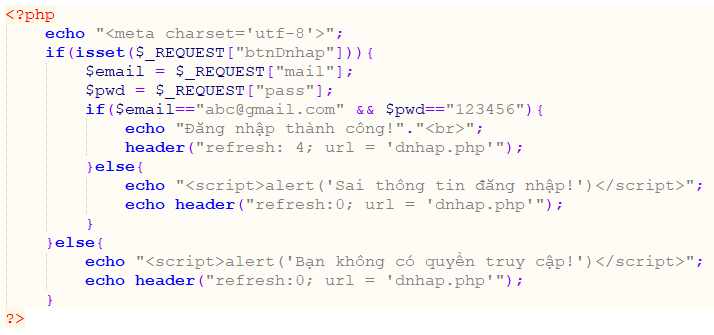 <?php
    echo "<meta charset='utf-8'>";
    if(isset($_REQUEST["btnDnhap"])){
        $email = $_REQUEST["mail"];
        $pwd = $_REQUEST["pass"];
        if($email=="abc@gmail.com" && $pwd=="123456"){
            echo "Đăng nhập thành công!"."<br>";
            header("refresh: 4; url = 'dnhap.php'");
        }else{
            echo "<script>alert('Sai thông tin đăng nhập!')</script>";
            echo header("refresh:0; url = 'dnhap.php'");
        }
    }else{
        echo "<script>alert('Bạn không có quyền truy cập!')</script>";
        echo header("refresh:0; url = 'dnhap.php'");
    }
?>